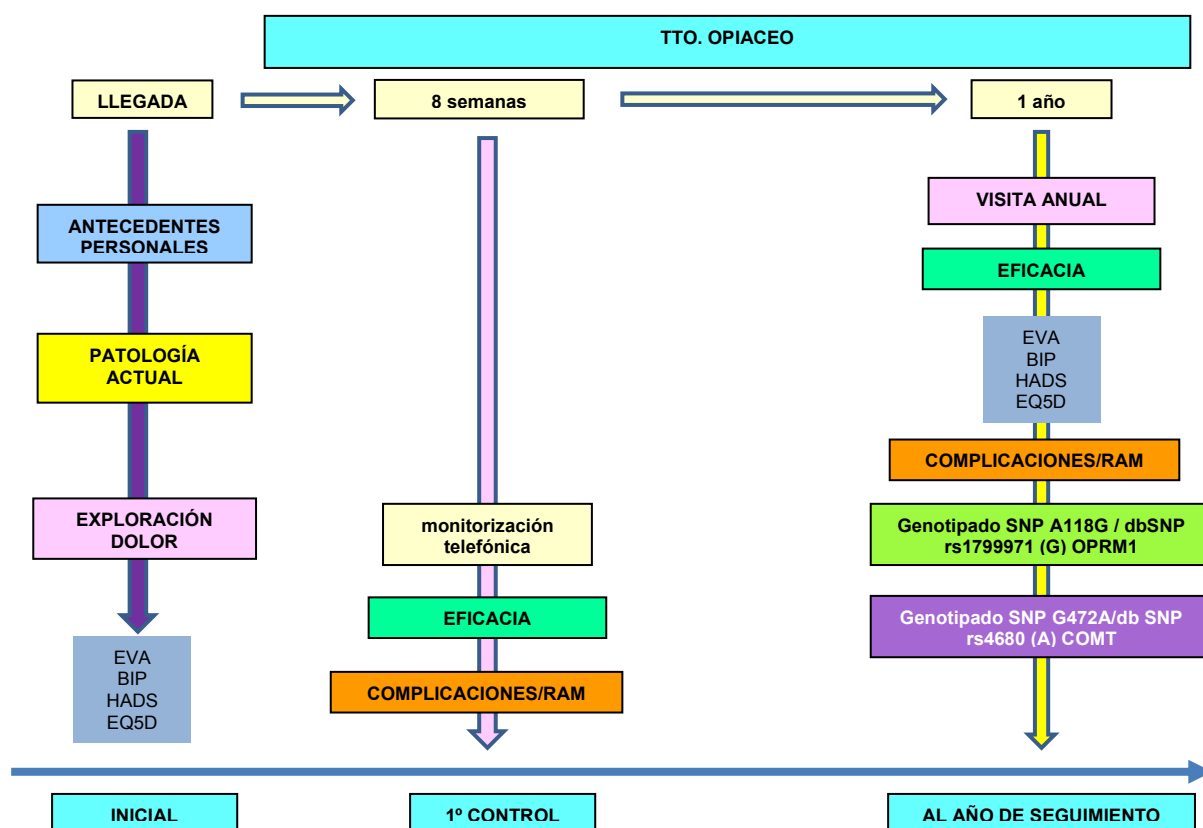 TTO. OPIACEO
LLEGADA
8 semanas
1 año
ANTECEDENTES
PERSONALES
PATOLOGÍA
ACTUAL
EXPLORACIÓN
DOLOR
EVA
BIP
HADS
EQ5D
monitorización
telefónica
EFICACIA
COMPLICACIONES/RAM
VISITA ANUAL
EFICACIA
EVA
BIP
HADS
EQ5D
COMPLICACIONES/RAM
Genotipado SNP A118G / dbSNP
rs1799971 (G) OPRM1
Genotipado SNP G472A/db SNP
rs4680 (A) COMT
INICIAL
1º CONTROL
AL AÑO DE SEGUIMIENTO